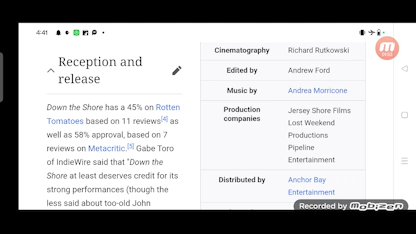 4:41
Reception and
release
Down the Shore has a 45% on Rotten
Tomatoes based on 11 reviews[4] as
well as 58% approval, based on 7
reviews on Metacritic.[5] Gabe Toro
of IndieWire said that "Down the
Shore at least deserves credit for its
strong performances (though the
less said about too-old John
Cinematography Richard Rutkowski
Edited by Andrew Ford
Music by Andrea Morricone
Production
companies
Jersey Shore Films
Lost Weekend
Productions
Pipeline
Entertainment
Distributed by Anchor Bay
Entertainment
Recorded by Mobizen